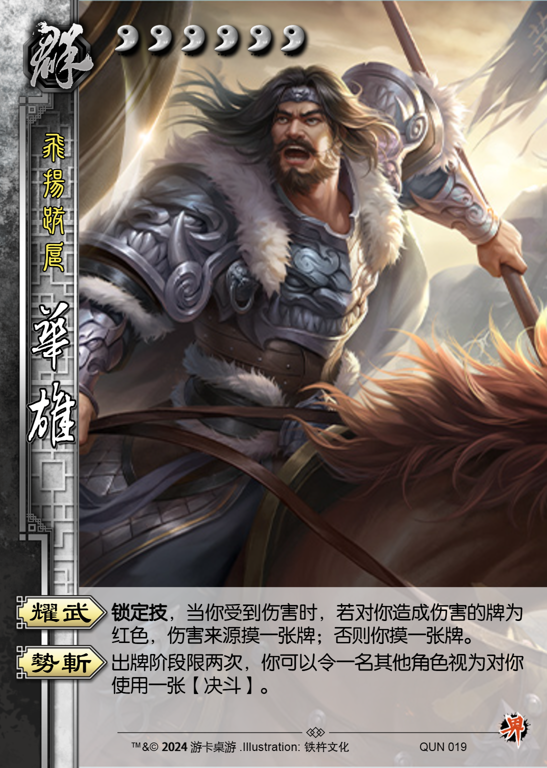 群
飛揚跋扈
華雄
耀武
锁定技，当你受到伤害时，若对你造成伤害的牌为
红色，伤害来源摸一张牌；否则你摸一张牌。
勢斬
出牌阶段限两次，你可以令一名其他角色视为对你
使用一张【决斗】。
界
™&© 2024 游卡桌游 .Illustration: 铁杵文化
QUN 019